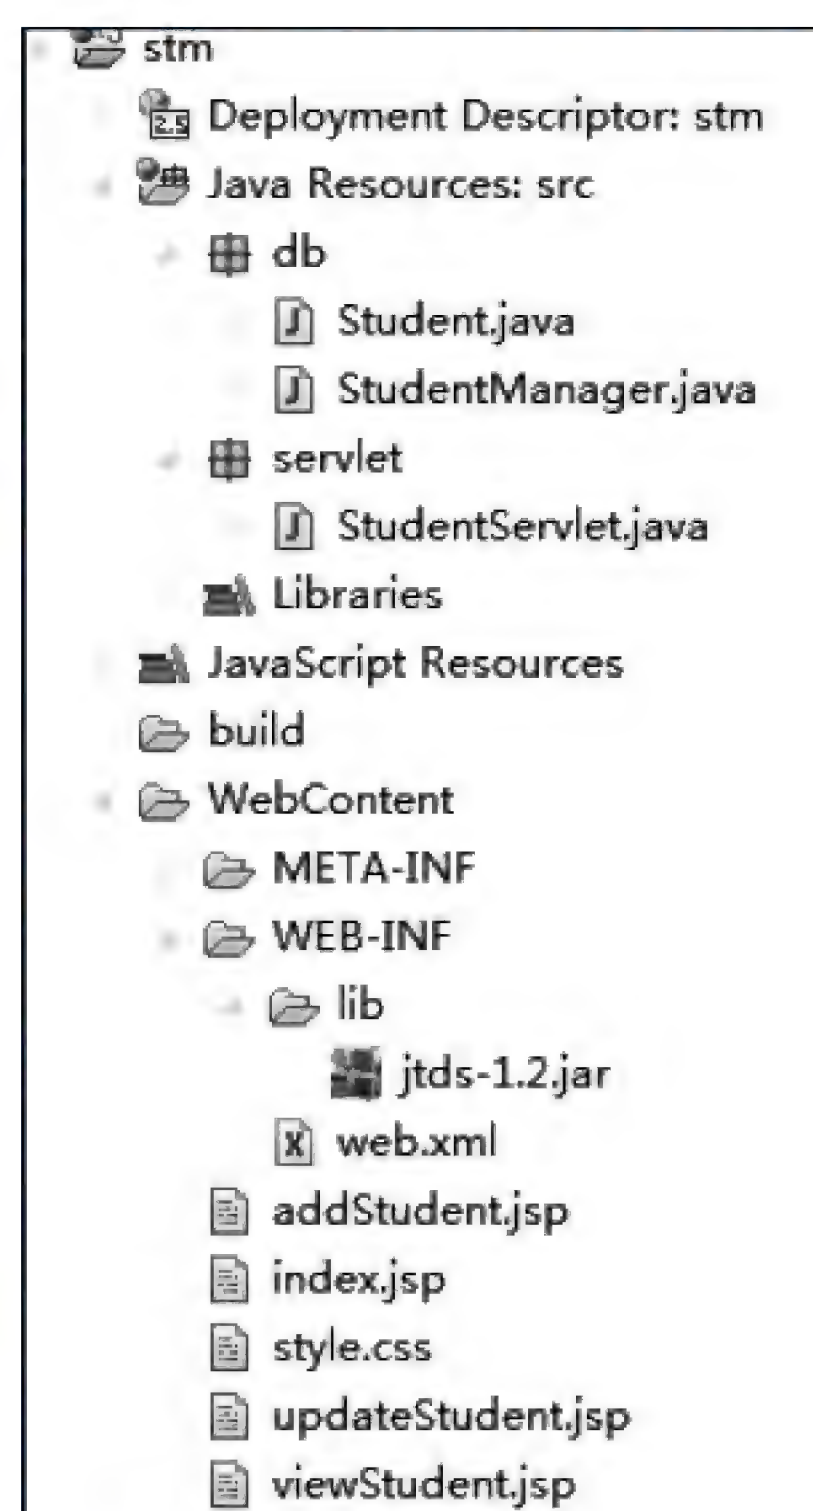 stm
2.5
Deployment Descriptor: stm
Java Resources: src
db
J
Student.java
J
StudentManager.java
servlet
J
StudentServlet.java
Libraries
JavaScript Resources
build
WebContent
META-INF
WEB-INF
lib
jtds-1.2.jar
X
web.xml
addStudent.jsp
index.jsp
style.css
updateStudent.jsp
viewStudent.jsp